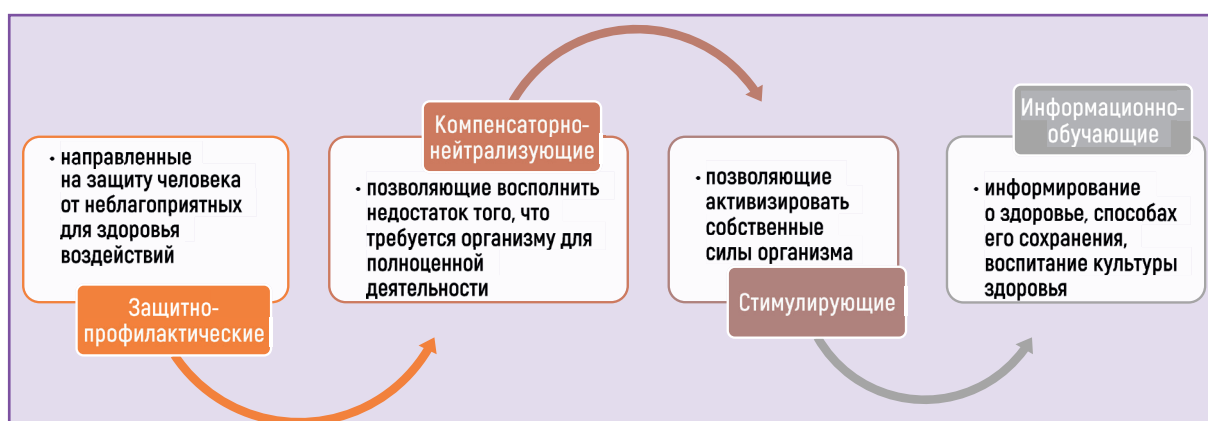 • направленные
на защиту человека
от неблагоприятных
для здоровья
воздействий
Защитно-
профилактические
Компенсаторно-
нейтрализующие
• позволяющие восполнить
недостаток того, что
требуется организму для
полноценной
деятельности
• позволяющие
активизировать
собственные
силы организма
Стимулирующие
Информационно-
обучающие
• информирование
о здоровье, способах
его сохранения,
воспитание культуры
здоровья